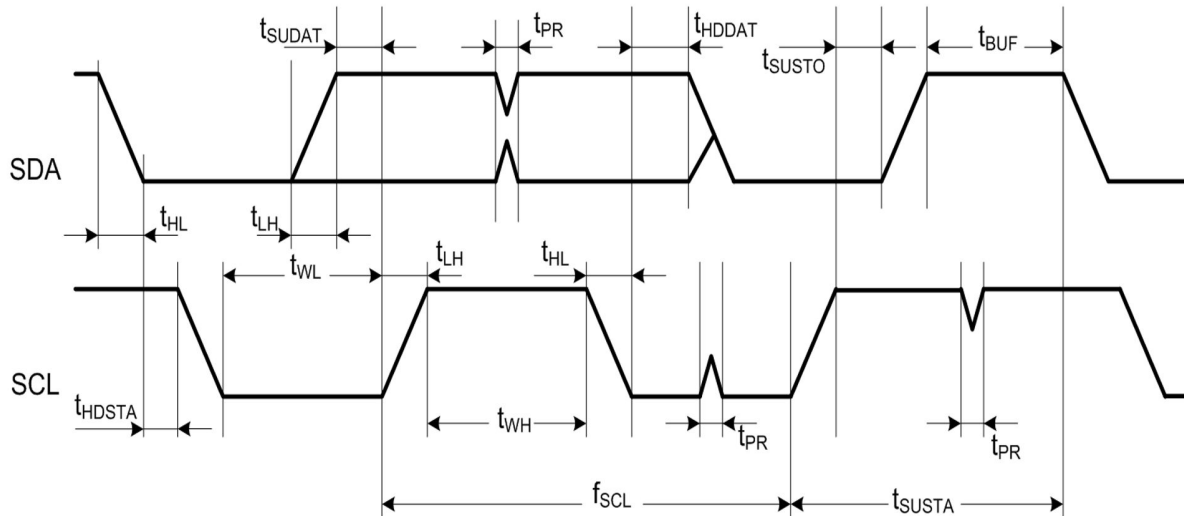 tSUDAT
tPR
tHDDAT
tSUSTO
tBUF
SDA
tHL
tLH
tWL
tLH
tHL
SCL
tHDSTA
tWH
tPR
tPR
fSCL
tSUSTA